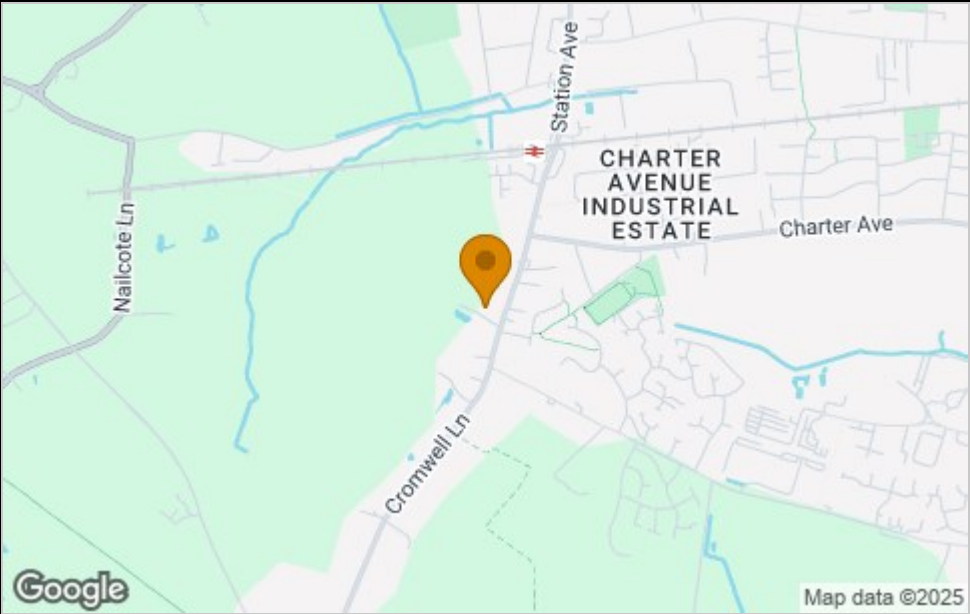 Station Ave
CHARTER
AVENUE
INDUSTRIAL
ESTATE
Charter Ave
Nailcote Ln
Cromwell Ln
Google
Map data ©2025